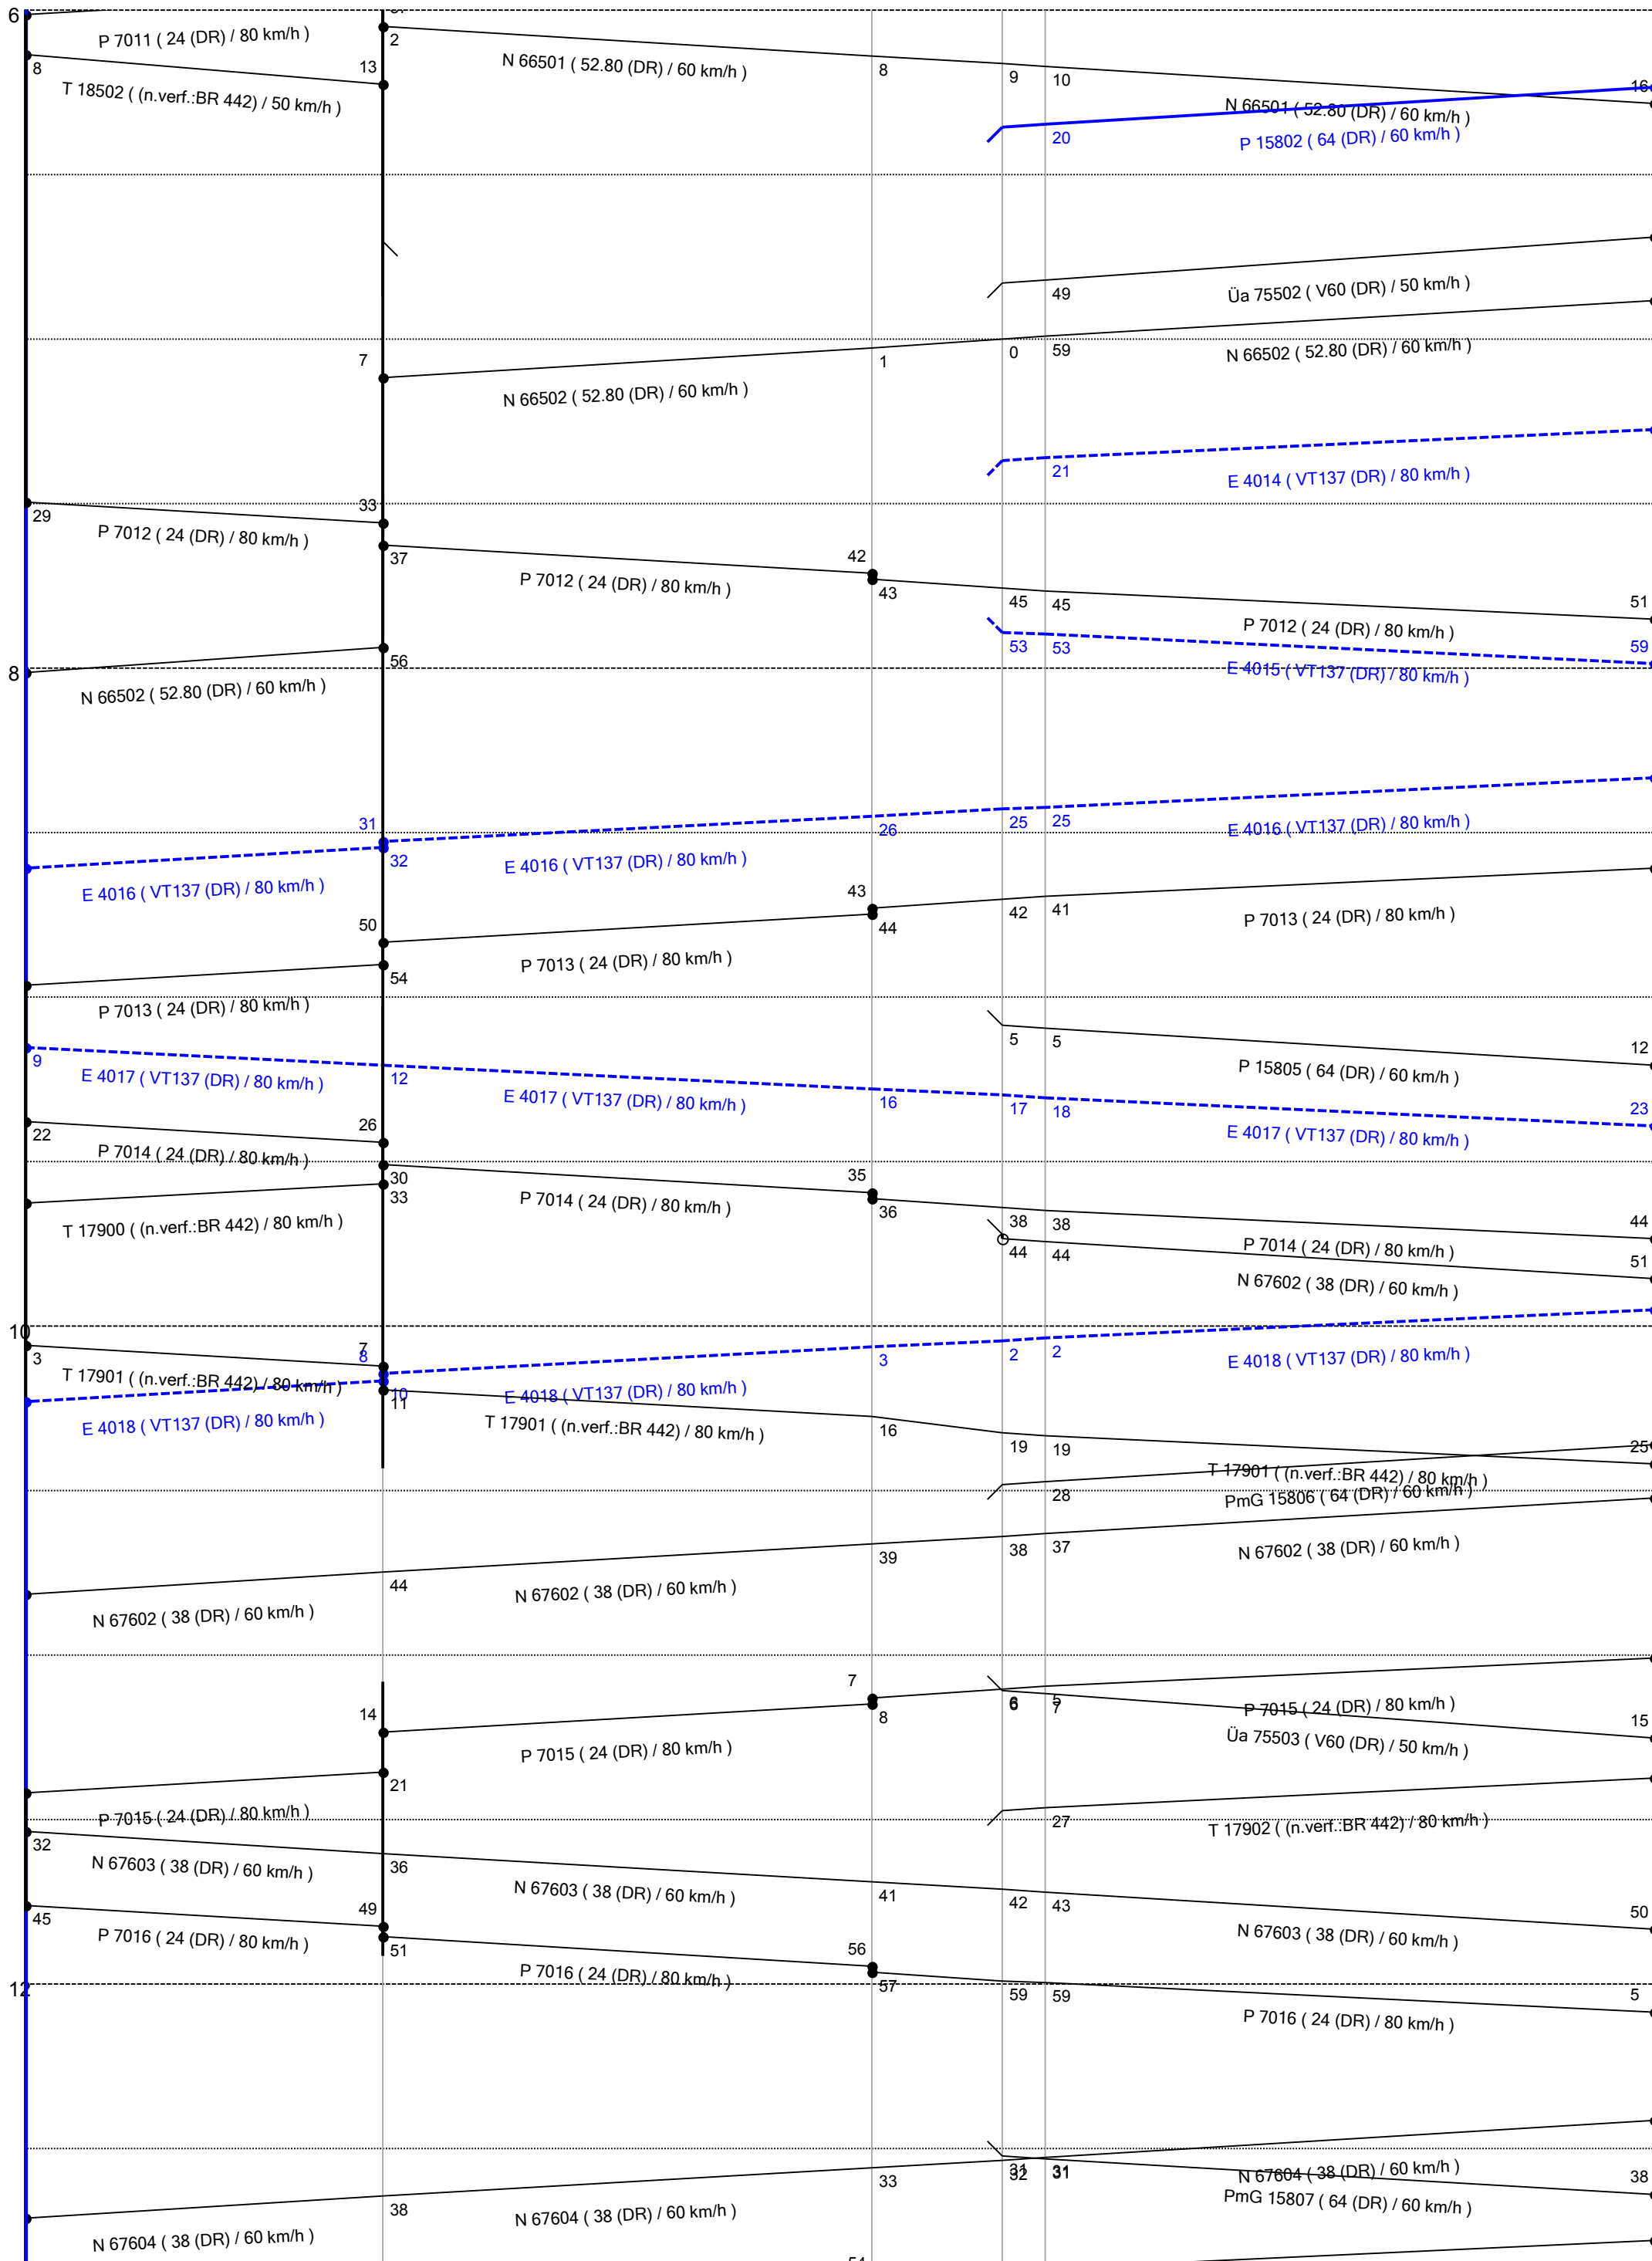 6
P 7011 ( 24 (DR) / 80 km/h )
2
N 66501 ( 52.80 (DR) / 60 km/h )
8
T 18502 ( (n.verf.:BR 442) / 50 km/h )
13
8
9
10
16
N 66501 ( 52.80 (DR) / 60 km/h )
20
P 15802 ( 64 (DR) / 60 km/h )
49
Üa 75502 ( V60 (DR) / 50 km/h )
7
1
0
59
N 66502 ( 52.80 (DR) / 60 km/h )
N 66502 ( 52.80 (DR) / 60 km/h )
21
E 4014 ( VT137 (DR) / 80 km/h )
29
33
P 7012 ( 24 (DR) / 80 km/h )
37
42
P 7012 ( 24 (DR) / 80 km/h )
43
45
45
51
P 7012 ( 24 (DR) / 80 km/h )
53
53
59
56
E 4015 ( VT137 (DR) / 80 km/h )
8
N 66502 ( 52.80 (DR) / 60 km/h )
31
26
25
25
E 4016 ( VT137 (DR) / 80 km/h )
32
E 4016 ( VT137 (DR) / 80 km/h )
E 4016 ( VT137 (DR) / 80 km/h )
43
50
44
42
41
P 7013 ( 24 (DR) / 80 km/h )
P 7013 ( 24 (DR) / 80 km/h )
54
P 7013 ( 24 (DR) / 80 km/h )
5
5
12
9
E 4017 ( VT137 (DR) / 80 km/h )
12
P 15805 ( 64 (DR) / 60 km/h )
E 4017 ( VT137 (DR) / 80 km/h )
16
17
18
23
E 4017 ( VT137 (DR) / 80 km/h )
22
26
P 7014 ( 24 (DR) / 80 km/h )
30
35
33
P 7014 ( 24 (DR) / 80 km/h )
36
38
38
44
T 17900 ( (n.verf.:BR 442) / 80 km/h )
P 7014 ( 24 (DR) / 80 km/h )
44
44
51
N 67602 ( 38 (DR) / 60 km/h )
10
3
7
8
3
2
2
E 4018 ( VT137 (DR) / 80 km/h )
T 17901 ( (n.verf.:BR 442) / 80 km/h )
10
11
E 4018 ( VT137 (DR) / 80 km/h )
E 4018 ( VT137 (DR) / 80 km/h )
T 17901 ( (n.verf.:BR 442) / 80 km/h )
16
19
19
25
T 17901 ( (n.verf.:BR 442) / 80 km/h )
28
PmG 15806 ( 64 (DR) / 60 km/h )
39
38
37
N 67602 ( 38 (DR) / 60 km/h )
44
N 67602 ( 38 (DR) / 60 km/h )
N 67602 ( 38 (DR) / 60 km/h )
7
6
5
P 7015 ( 24 (DR) / 80 km/h )
14
8
6
7
15
P 7015 ( 24 (DR) / 80 km/h )
Üa 75503 ( V60 (DR) / 50 km/h )
21
P 7015 ( 24 (DR) / 80 km/h )
27
T 17902 ( (n.verf.:BR 442) / 80 km/h )
32
N 67603 ( 38 (DR) / 60 km/h )
36
N 67603 ( 38 (DR) / 60 km/h )
41
42
43
50
N 67603 ( 38 (DR) / 60 km/h )
45
49
P 7016 ( 24 (DR) / 80 km/h )
51
56
P 7016 ( 24 (DR) / 80 km/h )
57
59
59
5
12
P 7016 ( 24 (DR) / 80 km/h )
33
32
31
31
31
N 67604 ( 38 (DR) / 60 km/h )
38
38
N 67604 ( 38 (DR) / 60 km/h )
PmG 15807 ( 64 (DR) / 60 km/h )
N 67604 ( 38 (DR) / 60 km/h )